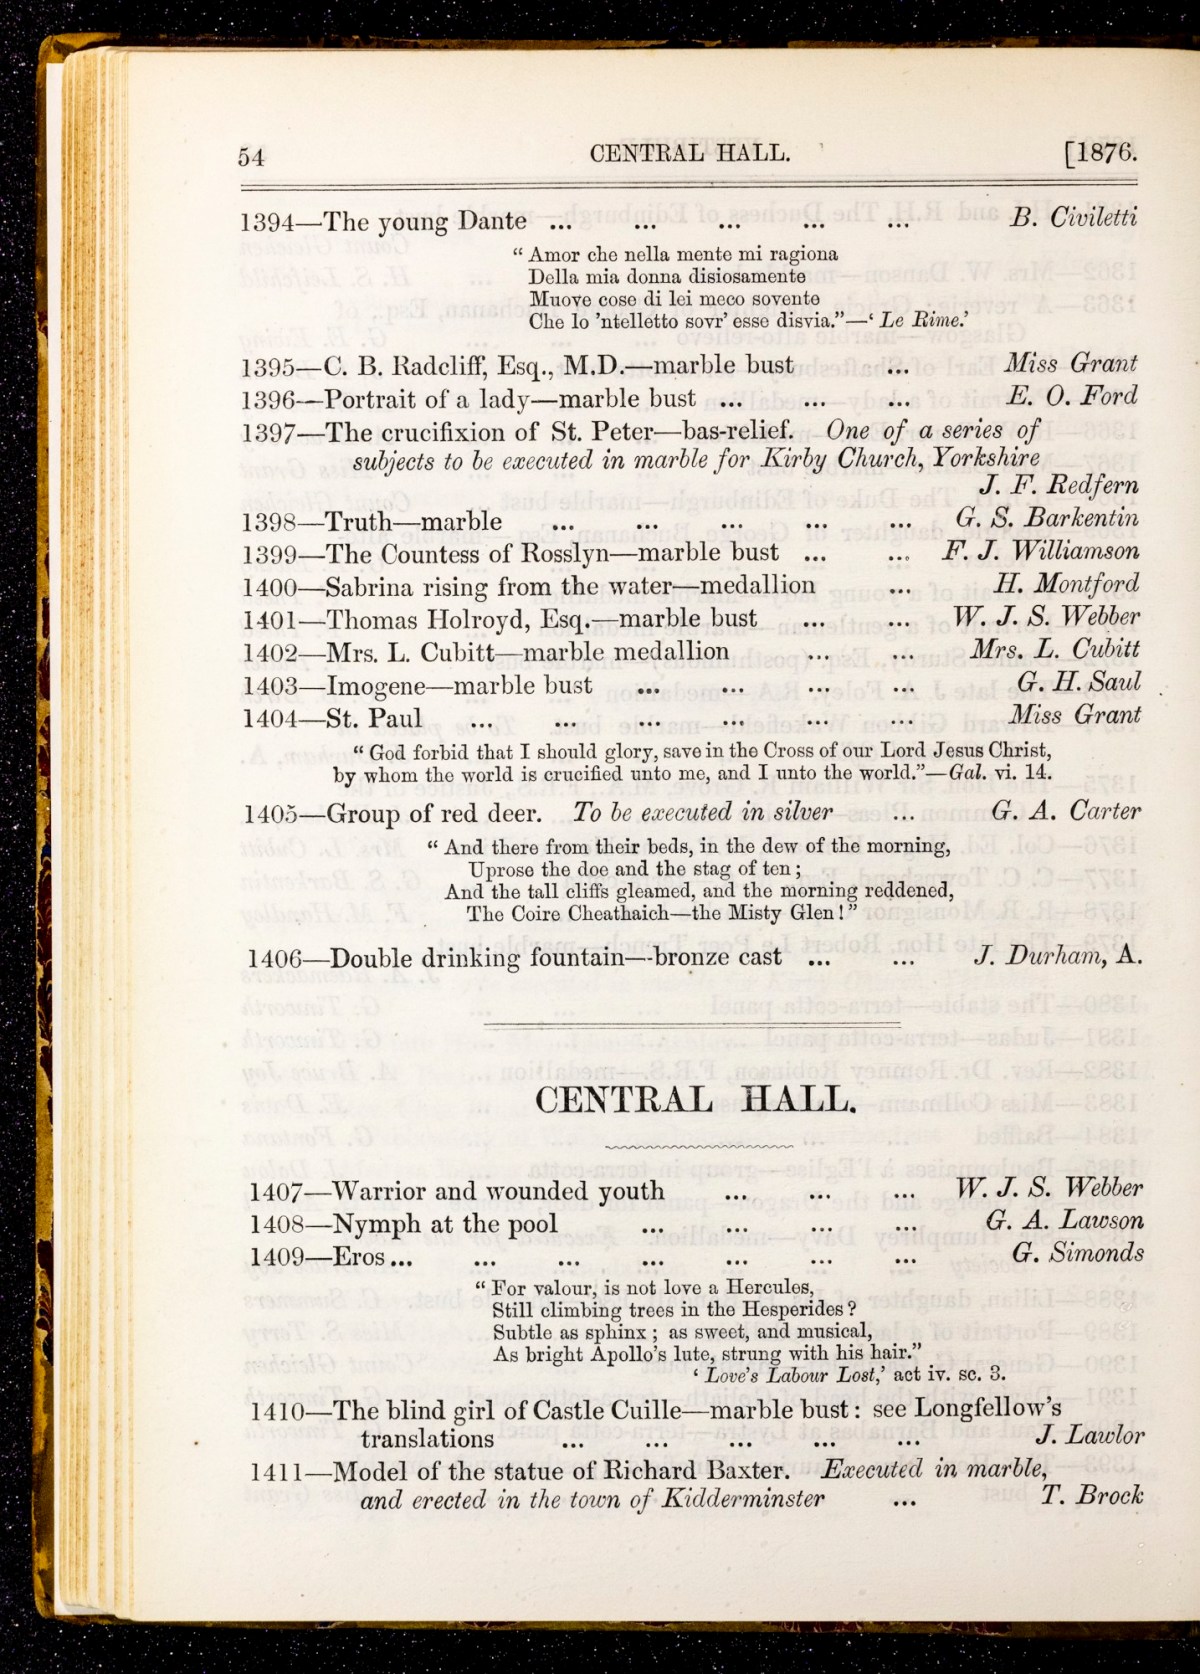 54 CENTRAL HALL. [1876.
1394—The young Dante ... ... ... ... ... B. Civiletti
“ Amor che nella mente mi ragiona
Della mia donna disiosamente
Muove cose di lei meco sovente
Che lo ’ntelletto sovr’ esse disvia.”—‘ Le Rime.’
1395—C. B. Radcliff, Esq., M.D.—marble bust ... Miss Grant
1396—Portrait of a lady—marble bust ... ... ... E. O. Ford
1397—The crucifixion of St. Peter—bas-relief. One of a series of
subjects to be executed in marble for Kirby Church, Yorkshire
J. F. Redfern
1398—Truth—marble ... ... ... ... ... G. S. Barkentin
1399—The Countess of Rosslyn—marble bust ... ... F. J. Williamson
1400—Sabrina rising from the water—medallion ... H. Montford
1401—Thomas Holroyd, Esq.—marble bust ... ... W. J. S. Webber
1402—Mrs. L. Cubitt—marble medallion ... ... Mrs. L. Cubitt
1403—Imogene—marble bust ... ... ... ... G. H. Saul
1404—St. Paul ... ... ... ... ... ... Miss Grant
“ God forbid that I should glory, save in the Cross of our Lord Jesus Christ,
by whom the world is crucified unto me, and I unto the world.”—Gal. vi. 14.
1405—Group of red deer. To be executed in silver ... G. A. Carter
“ And there from their beds, in the dew of the morning,
Uprose the doe and the stag of ten ;
And the tall cliffs gleamed, and the morning reddened,
The Coire Cheathaich—the Misty Glen ! ”
1406—Double drinking fountain—bronze cast ... ... J. Durham, A.
CENTRAL HALL.
1407—Warrior and wounded youth ... ... ... W. J. S. Webber
1408—Nymph at the pool ... ... ... ... G. A. Lawson
1409—Eros ... ... ... ... ... ... ... G. Simonds
“ For valour, is not love a Hercules,
Still climbing trees in the Hesperides ?
Subtle as sphinx ; as sweet, and musical,
As bright Apollo’s lute, strung with his hair.”
‘ Love’s Labour Lost,’ act iv. sc. 3.
1410—The blind girl of Castle Cuille—marble bust : see Longfellow’s
translations ... ... ... ... ... J. Lawlor
1411—Model of the statue of Richard Baxter. Executed in marble,
and erected in the town of Kidderminster ... T. Brock